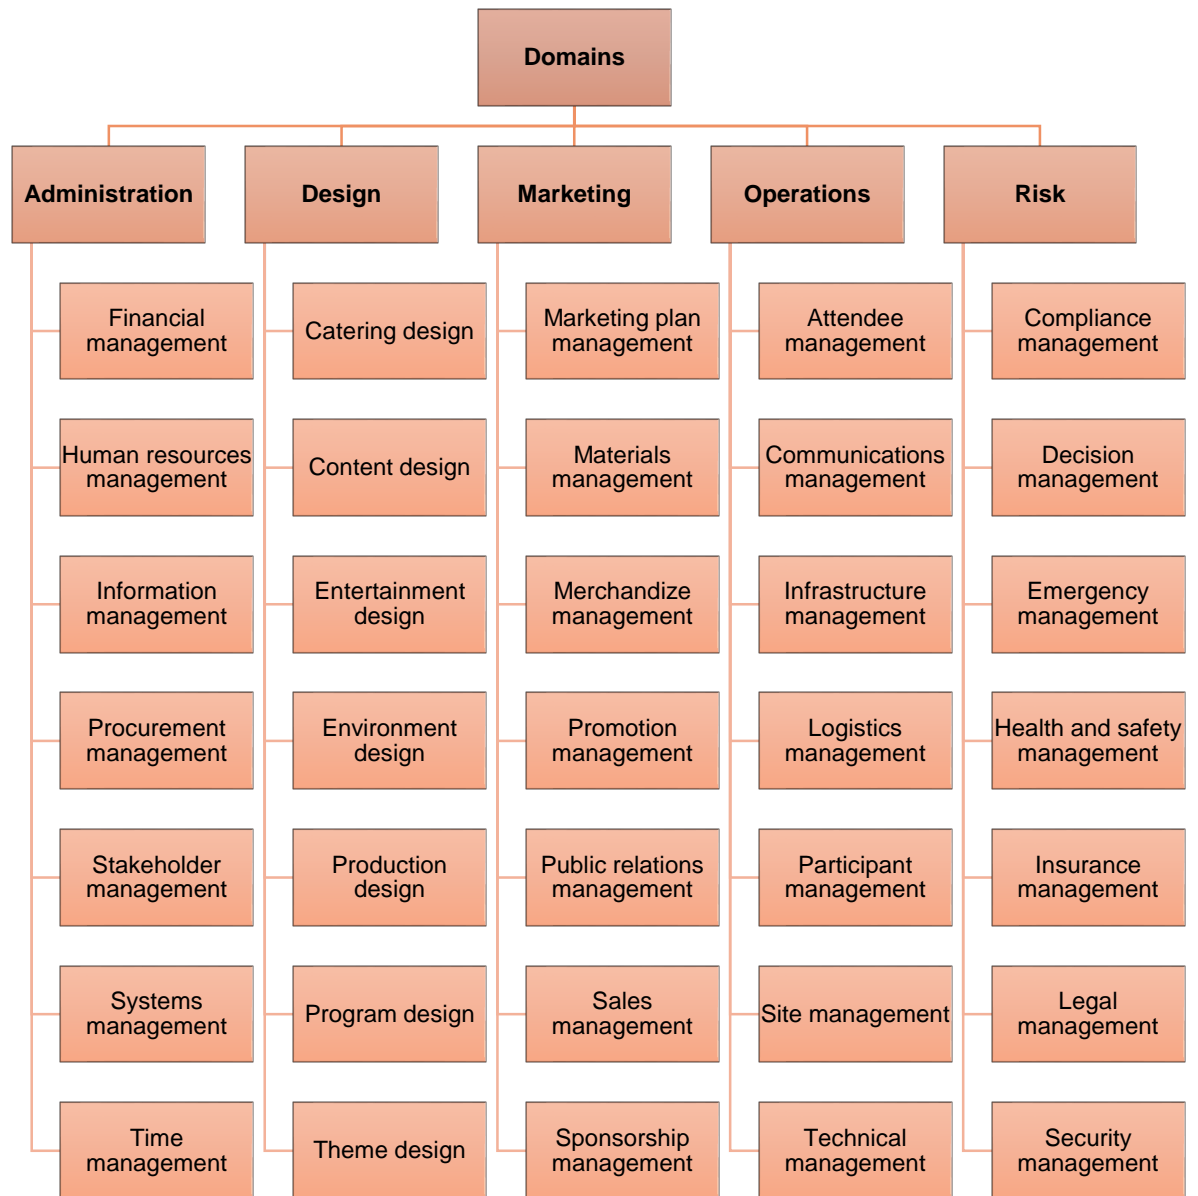 Domains
Administration
Design
Marketing
Operations
Risk
Financial
management
Human resources
management
Information
management
Procurement
management
Stakeholder
management
Systems
management
Time
management
Catering design
Content design
Entertainment
design
Environment
design
Production
design
Program design
Theme design
Marketing plan
management
Materials
management
Merchandize
management
Promotion
management
Public relations
management
Sales
management
Sponsorship
management
Attendee
management
Communications
management
Infrastructure
management
Logistics
management
Participant
management
Site management
Technical
management
Compliance
management
Decision
management
Emergency
management
Health and safety
management
Insurance
management
Legal
management
Security
management